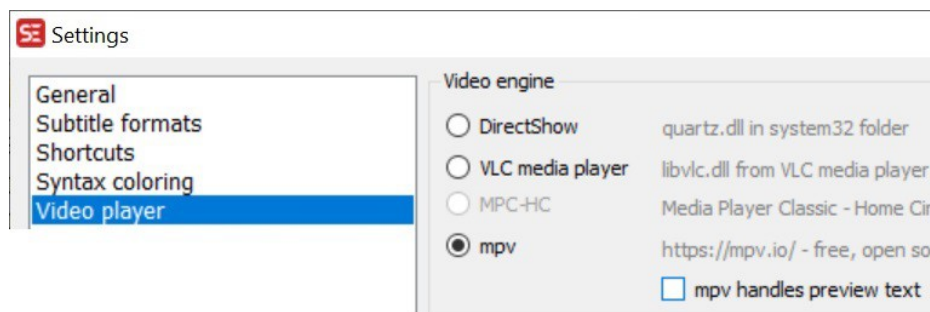 SE Settings
General
Subtitle formats
Shortcuts
Syntax coloring
Video player
Video engine
DirectShow quartz.dll in system32 folder
VLC media player libvlc.dll from VLC media player
MPC-HC Media Player Classic - Home
mpv https://mpv.io/ - free, open
mpv handles preview text